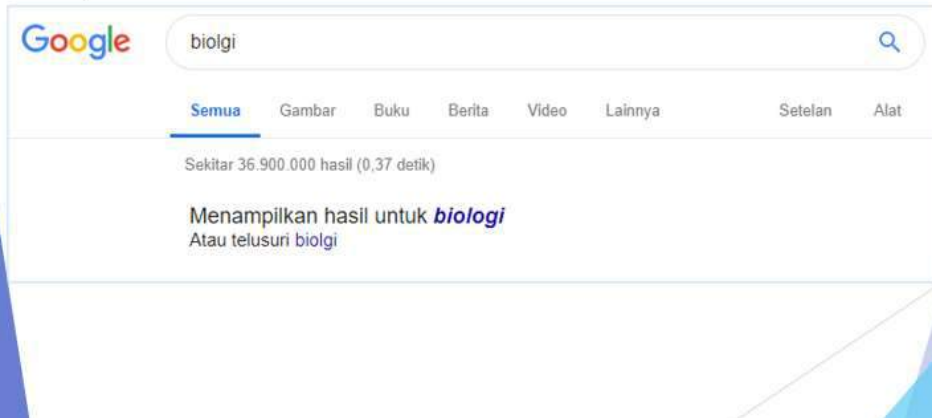 Google biolgi
Semua Gambar Buku Berita Video Lainnya Setelan Alat
Sekitar 36.900.000 hasil (0,37 detik)
Menampilkan hasil untuk biologi
Atau telusuri biolgi